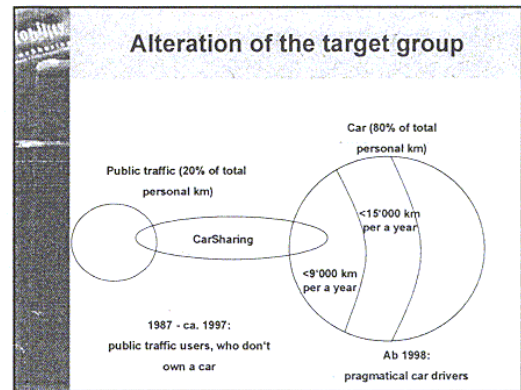 Alteration of the target group
Car (80% of total
personal km)
Public traffic (20% of total
personal km)
<15'000 km
per a year
CarSharing
<9'000 km
per a year
1987 - ca. 1997:
public traffic users, who don't
own a car
Ab 1998:
pragmatical car drivers